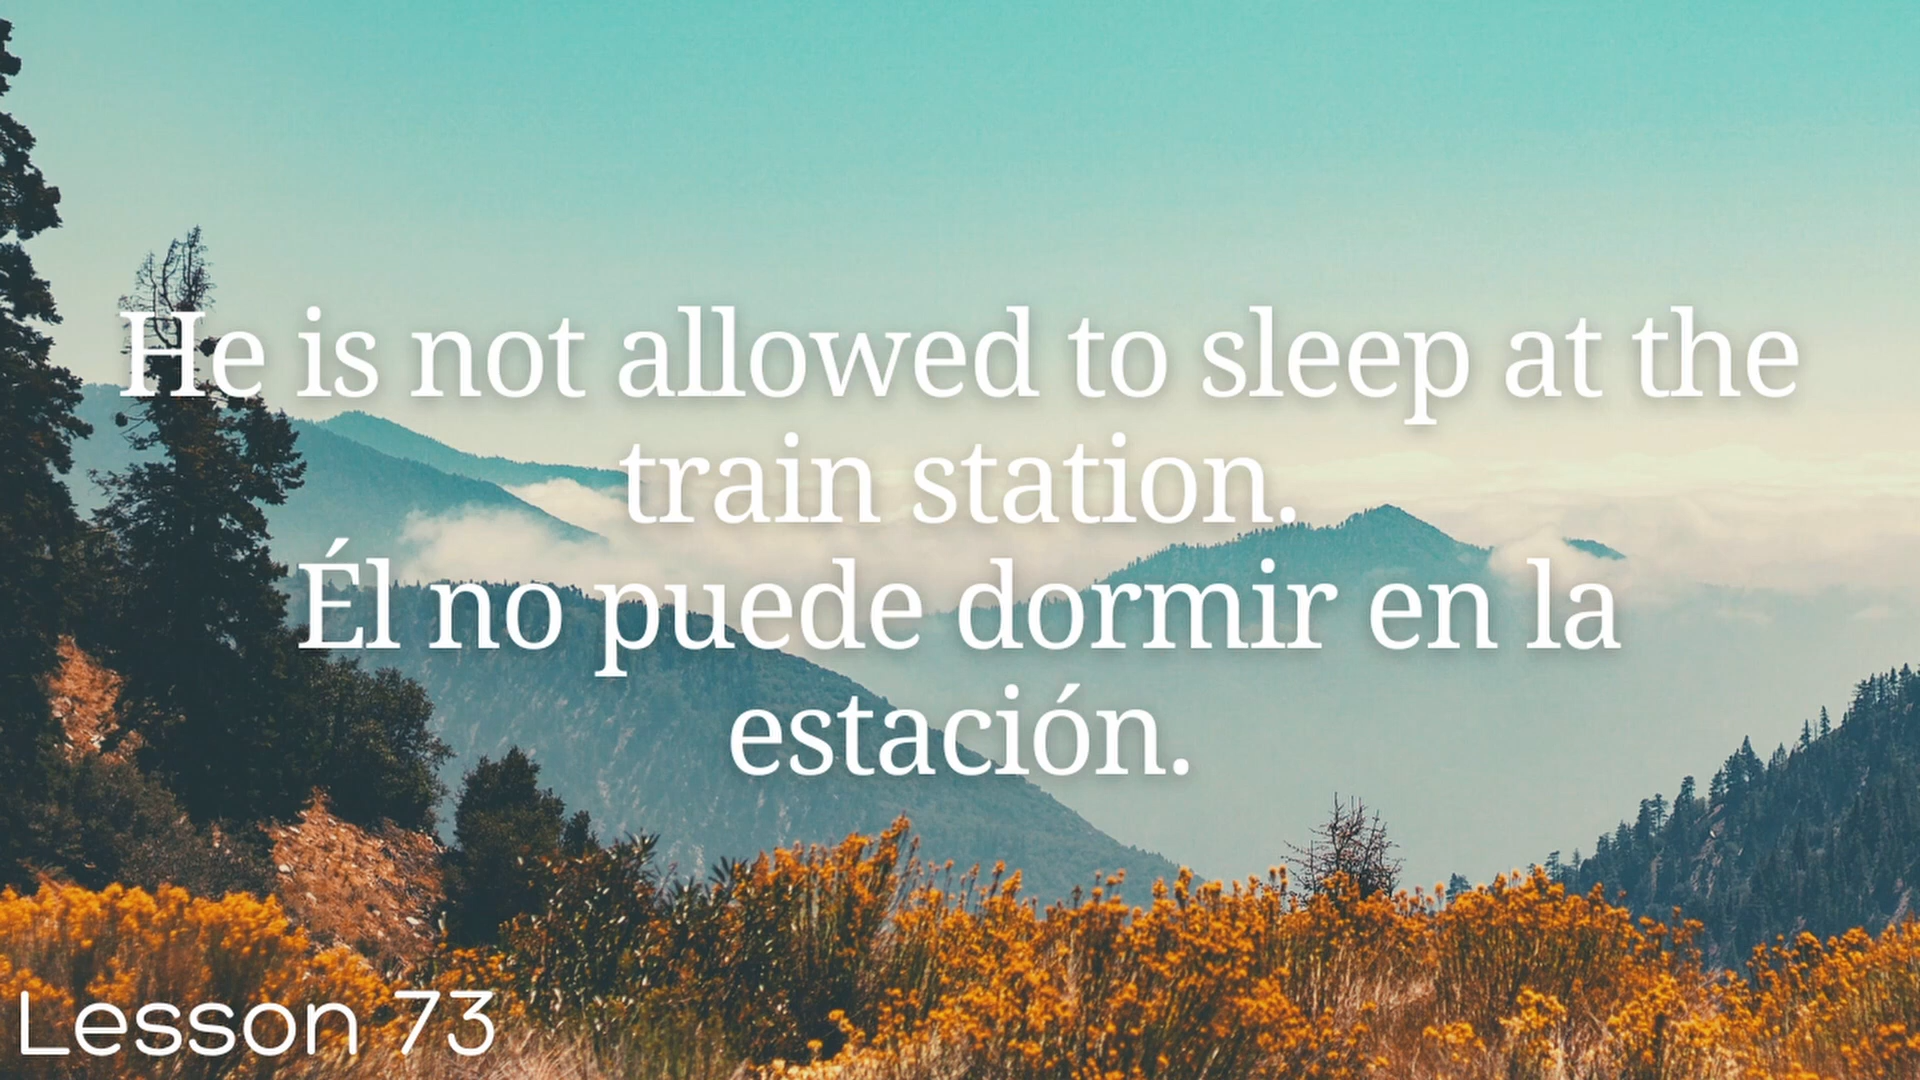 He is not allowed to sleep at the
train station.
Él no puede dormir en la
estación.
Lesson 73